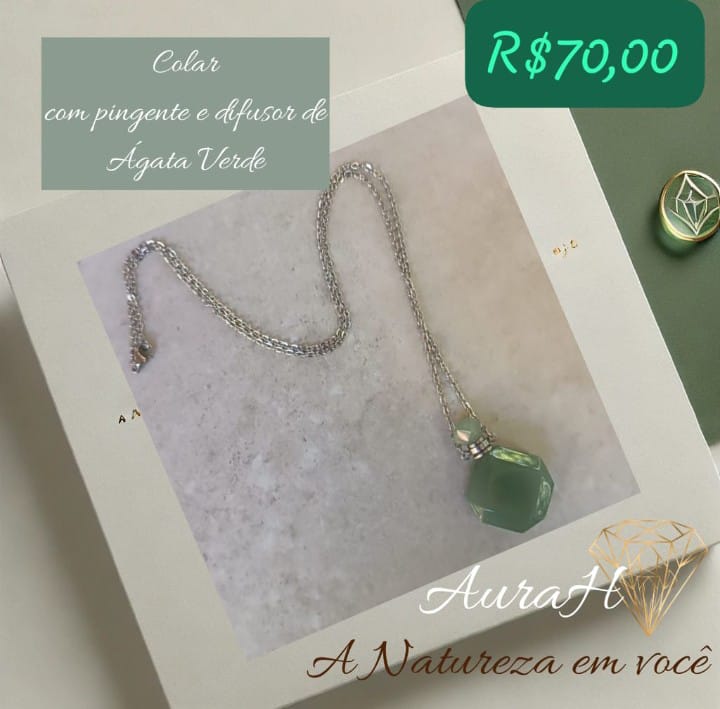 Colar
com pingente e difusor de
Ágata Verde
R$70,00
AuraH
A Natureza em você